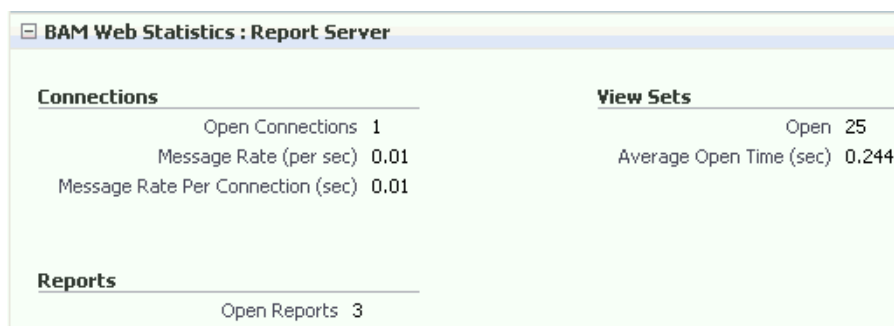 BAM Web Statistics : Report Server
Connections
Open Connections 1
Message Rate (per sec) 0.01
Message Rate Per Connection (sec) 0.01
View Sets
Open 25
Average Open Time (sec) 0.244
Reports
Open Reports 3